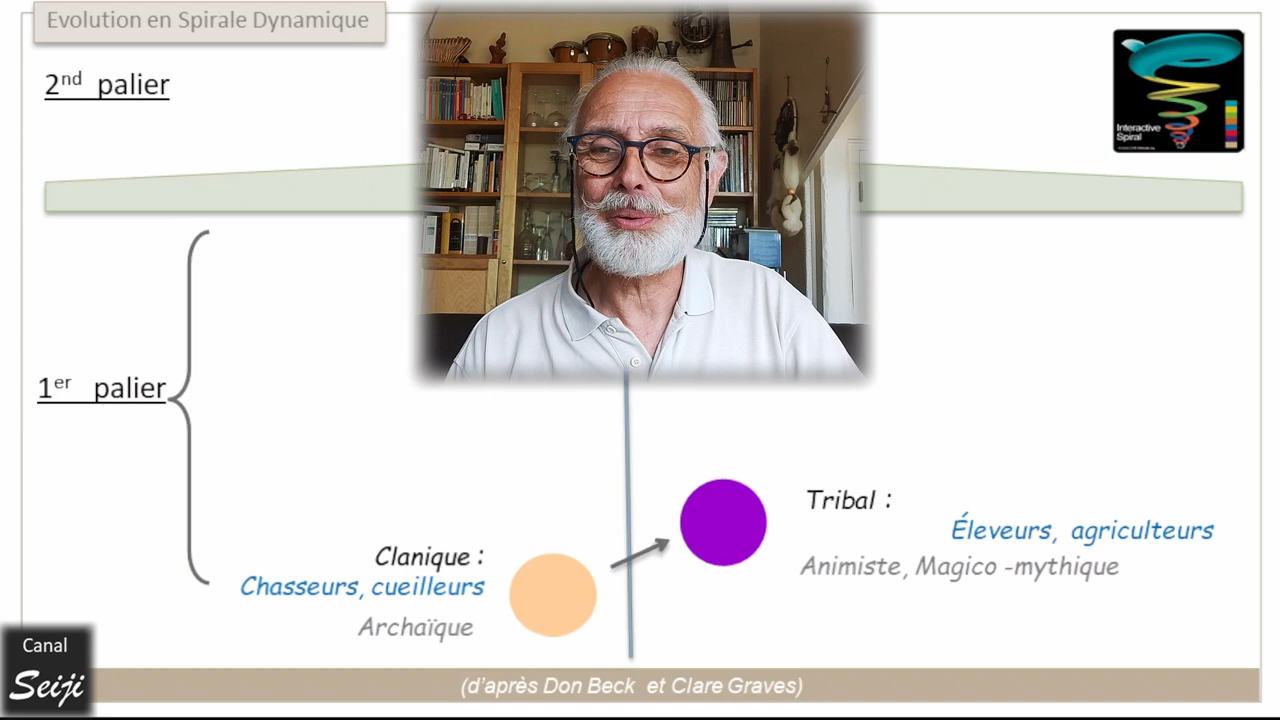 Evolution en Spirale Dynamique
2nd palier
Interactive
Spiral
1er palier
Tribal :
Éleveurs, agriculteurs
Animiste, Magico -mythique
Clanique :
Chasseurs, cueilleurs
Archaïque
Canal
Seiji
(d'après Don Beck et Clare Graves)